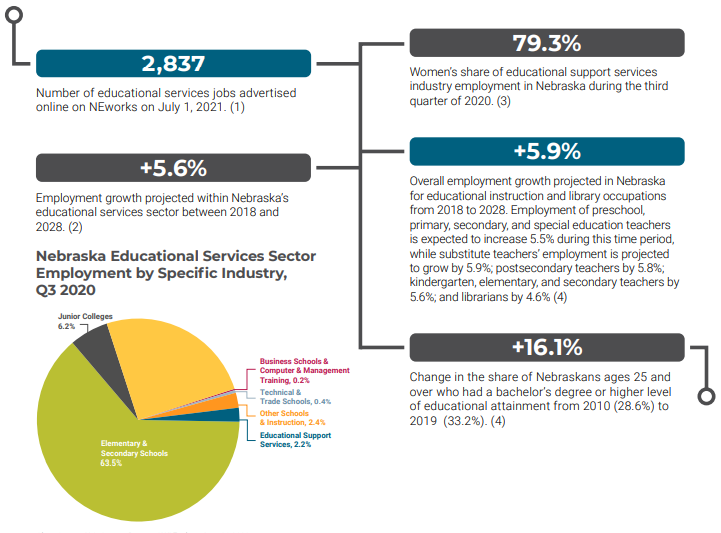 2,837
Number of educational services jobs advertised
online on NEworks on July 1, 2021. (1)
+5.6%
Employment growth projected within Nebraska's
educational services sector between 2018 and
2028. (2)
Nebraska Educational Services Sector
Employment by Specific Industry,
Q3 2020
Junior Colleges
6.2%
Business Schools &
Computer & Management
Training, 0.2%
Technical &
Trade Schools, 0.4%
Other Schools
& Instruction, 2.4%
Educational Support
Services, 2.2%
Elementary &
Secondary Schools
63.5%
79.3%
Women's share of educational support services
industry employment in Nebraska during the third
quarter of 2020. (3)
+5.9%
Overall employment growth projected in Nebraska
for educational instruction and library occupations
from 2018 to 2028. Employment of preschool,
primary, secondary, and special education teachers
is expected to increase 5.5% during this time period,
while substitute teachers' employment is projected
to grow by 5.9%; postsecondary teachers by 5.8%;
kindergarten, elementary, and secondary teachers by
5.6%; and librarians by 4.6% (4)
+16.1%
Change in the share of Nebraskans ages 25 and
over who had a bachelor's degree or higher level
of educational attainment from 2010 (28.6%) to
2019 (33.2%). (4)